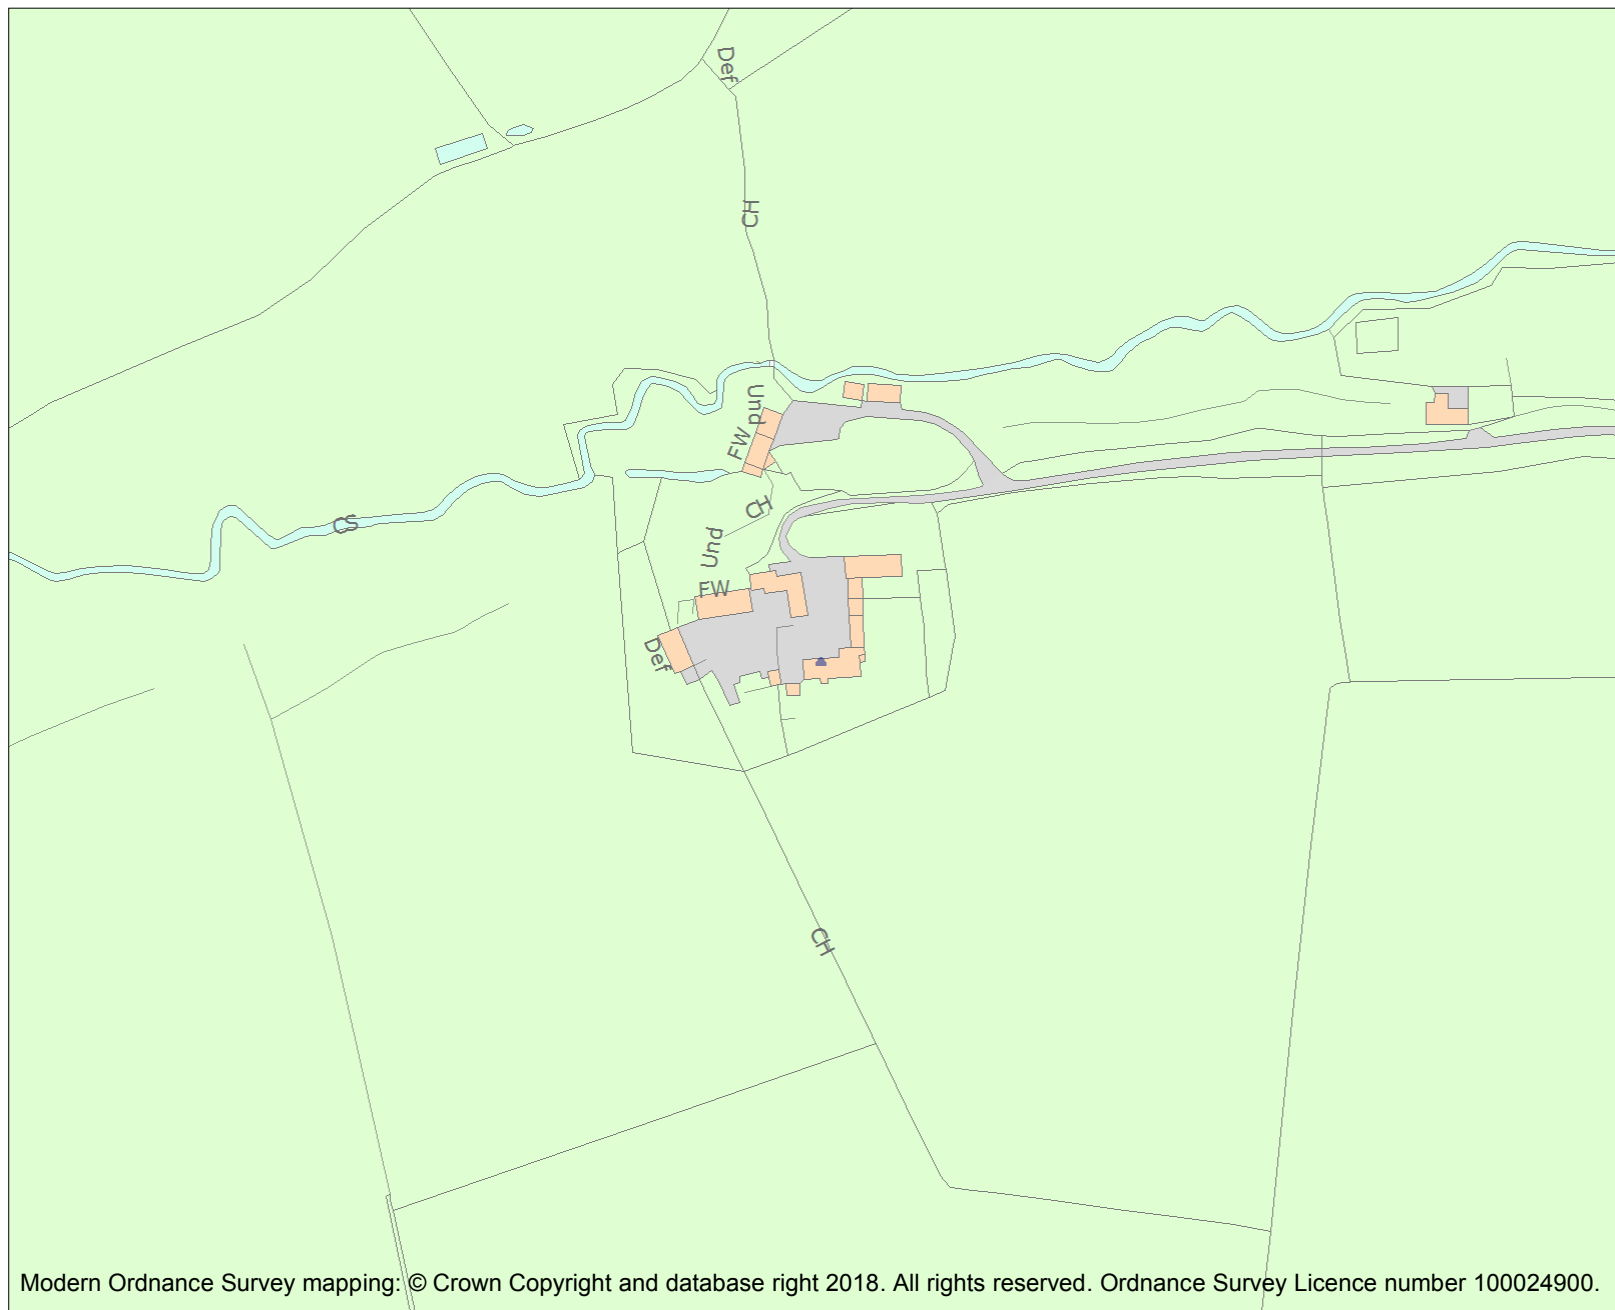 Def
CH
Und
FW
CH
CS
Und
FW
Def
CH
Modern Ordnance Survey mapping: © Crown Copyright and database right 2018. All rights reserved. Ordnance Survey Licence number 100024900.